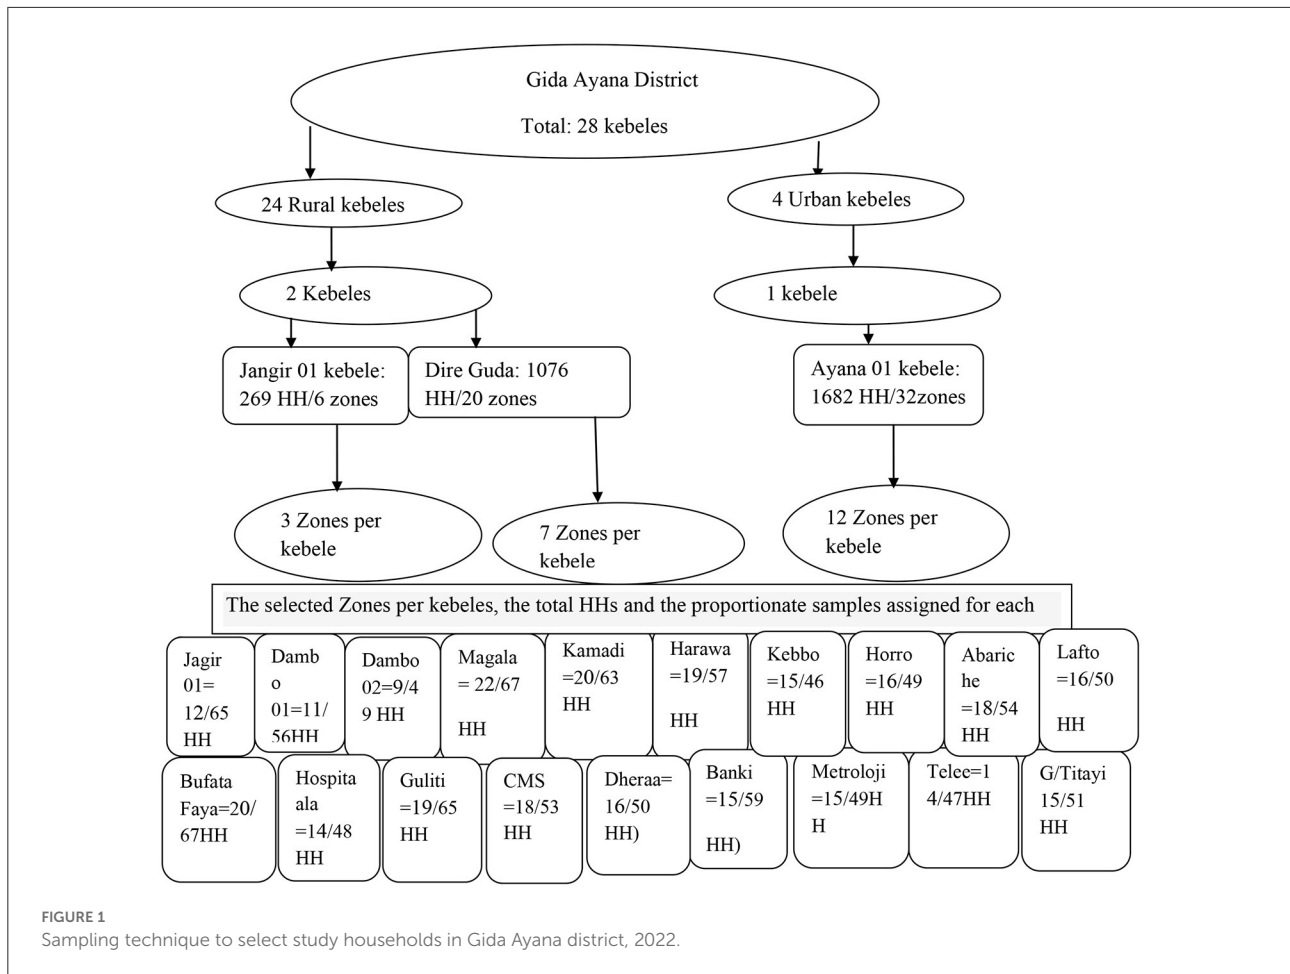 Gida Ayana District
Total: 28 kebeles
24 Rural kebeles
4 Urban kebeles
2 Kebeles
1 kebele
Jangir 01 kebele:
269 HH/6 zones
Dire Guda: 1076
HH/20 zones
Ayana 01 kebele:
1682 HH/32zones
3 Zones per
kebele
7 Zones per
kebele
12 Zones per
kebele
The selected Zones per kebeles, the total HHs and the proportionate samples assigned for each
Jagir
01=
12/65
HH
Damb
o
01=11/
56HH
Dambo
02=9/4
9 HH
Magala
= 22/67
HH
Kamadi
=20/63
HH
Harawa
=19/57
HH
Kebbo
=15/46
HH
Horro
=16/49
HH
Abaric
he
=18/54
HH
Lafto
=16/50
HH
Bufata
Faya=20/
67HH
Hospita
ala
=14/48
HH
Guliti
=19/65
HH
CMS
=18/53
HH
Dheraa=
16/50
HH)
Banki
=15/59
HH)
Metroloji
=15/49H
H
Telee=1
4/47HH
G/Titayi
15/51
HH
FIGURE 1
Sampling technique to select study households in Gida Ayana district, 2022.